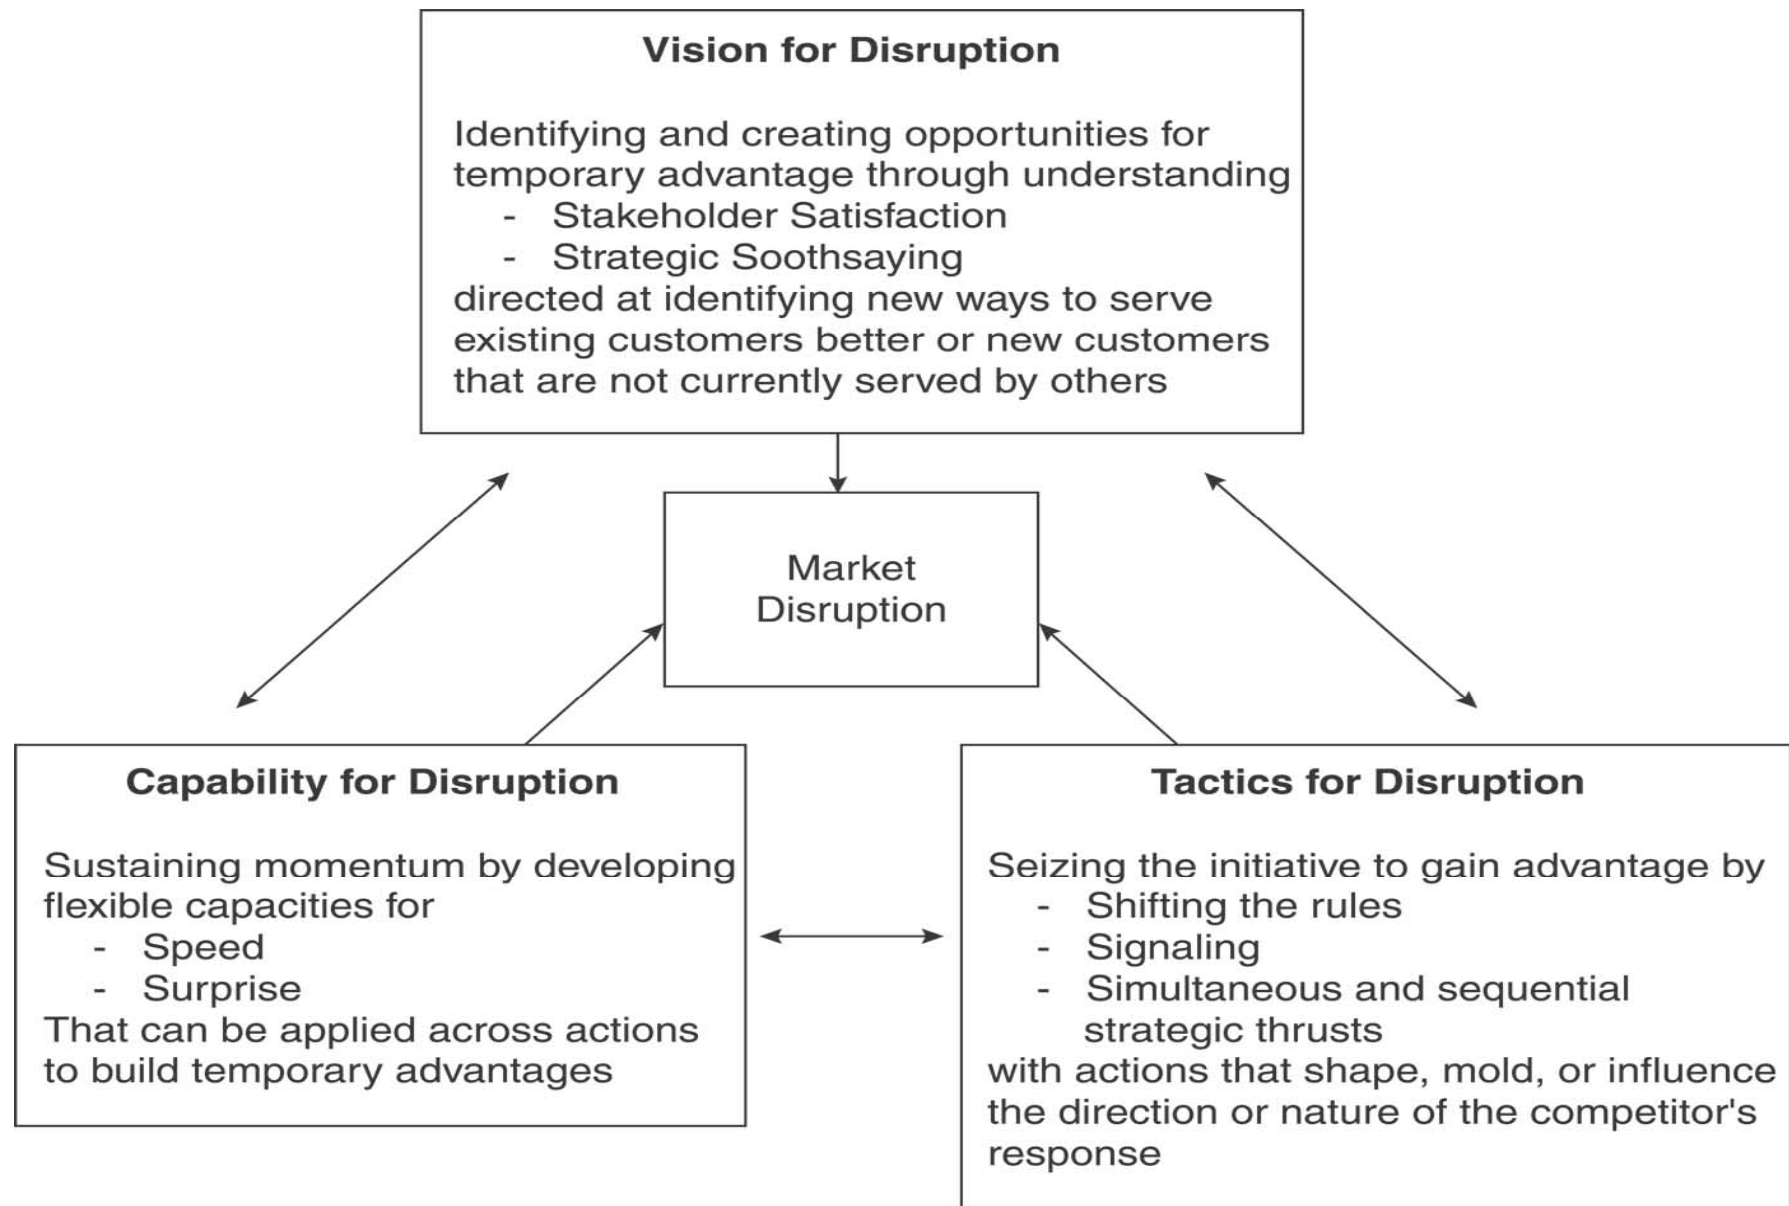 Vision for Disruption
Identifying and creating opportunities for
temporary advantage through understanding
- Stakeholder Satisfaction
- Strategic Soothsaying
directed at identifying new ways to serve
existing customers better or new customers
that are not currently served by others
Market
Disruption
Capability for Disruption
Sustaining momentum by developing
flexible capacities for
- Speed
- Surprise
That can be applied across actions
to build temporary advantages
Tactics for Disruption
Seizing the initiative to gain advantage by
- Shifting the rules
- Signaling
- Simultaneous and sequential
strategic thrusts
with actions that shape, mold, or influence
the direction or nature of the competitor's
response